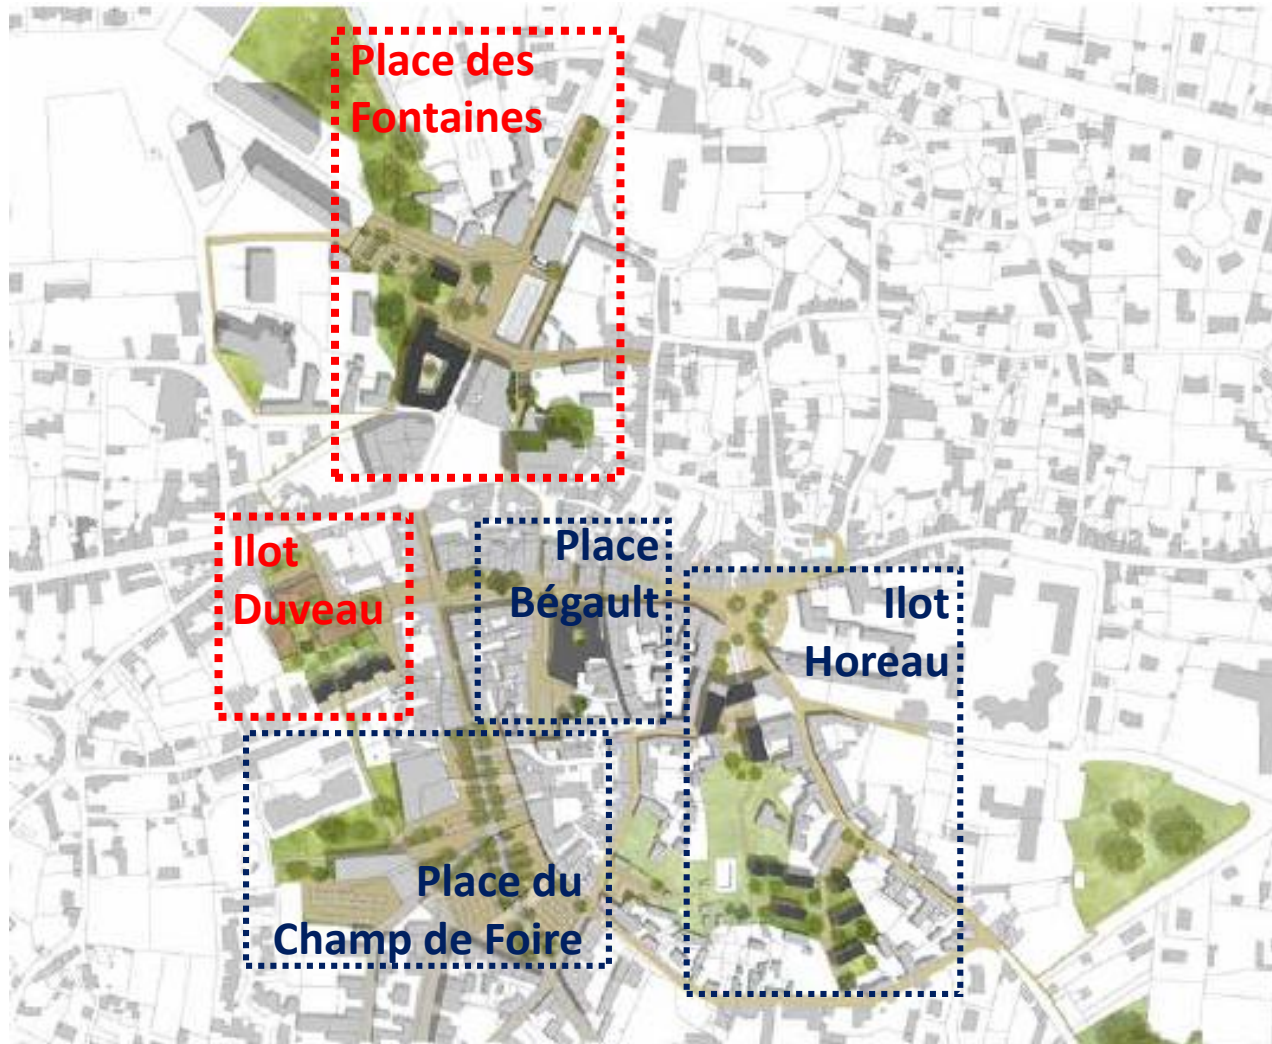 Place des
Fontaines
Ilot
Duveau
Place
Bégault
Ilot
Horeau
Place du
Champ de Foire